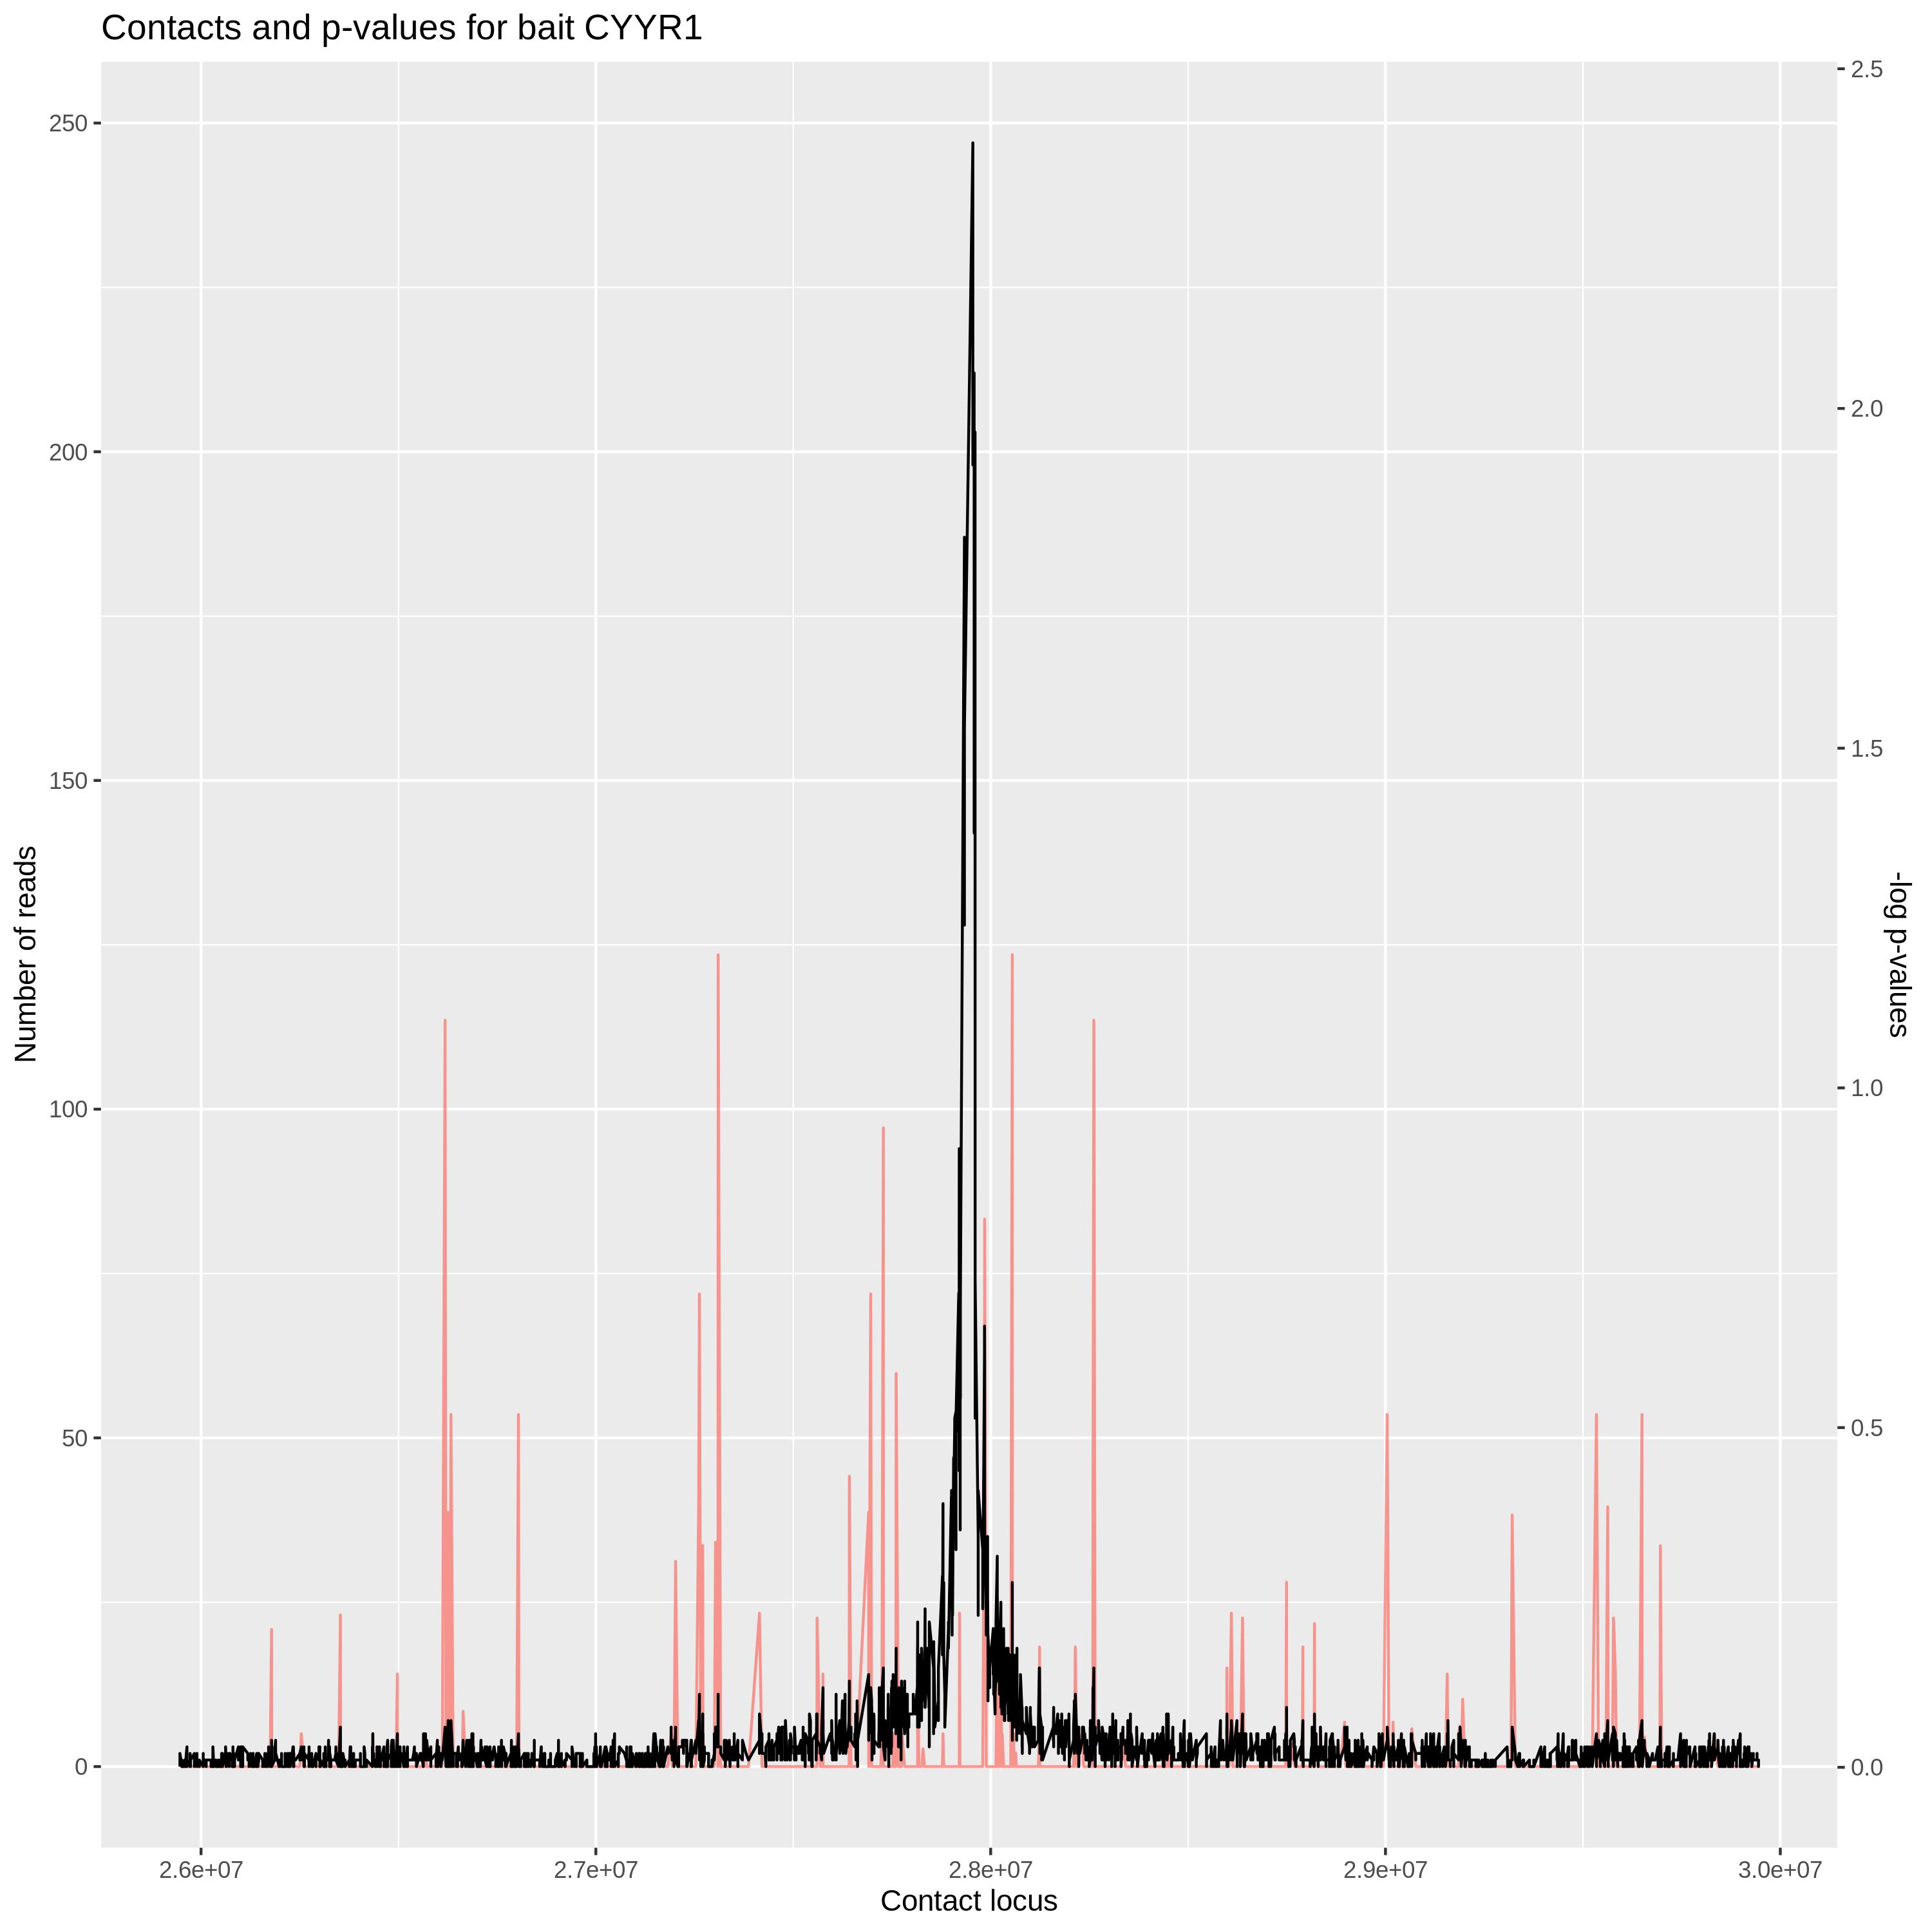 Contacts and p-values for bait CYYR1
Number of reads
250
200
150
100
50
0
2.5
2.0
1.5
1.0
0.5
0.0
-log p-values
2.6e+07
2.7e+07
2.8e+07
2.9e+07
3.0e+07
Contact locus